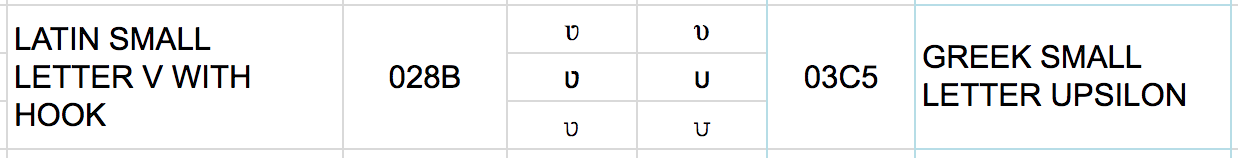 LATIN SMALL
LETTER V WITH
HOOK
028B
ʋ υ
ʋ υ
ʋ υ
03C5
GREEK SMALL
LETTER UPSILON